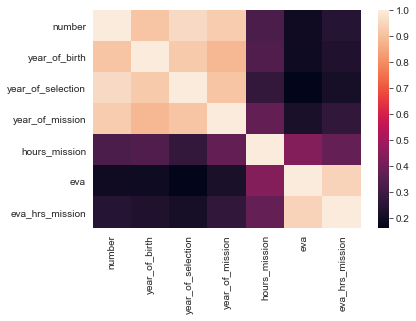 number
year_of_birth
year_of_selection
year_of_mission
hours_mission
eva
eva_hrs_mission
number
year_of_birth
year_of_selection
year_of_mission
hours_mission
eva
eva_hrs_mission
1.0
0.9
0.8
0.7
0.6
0.5
0.4
0.3
0.2